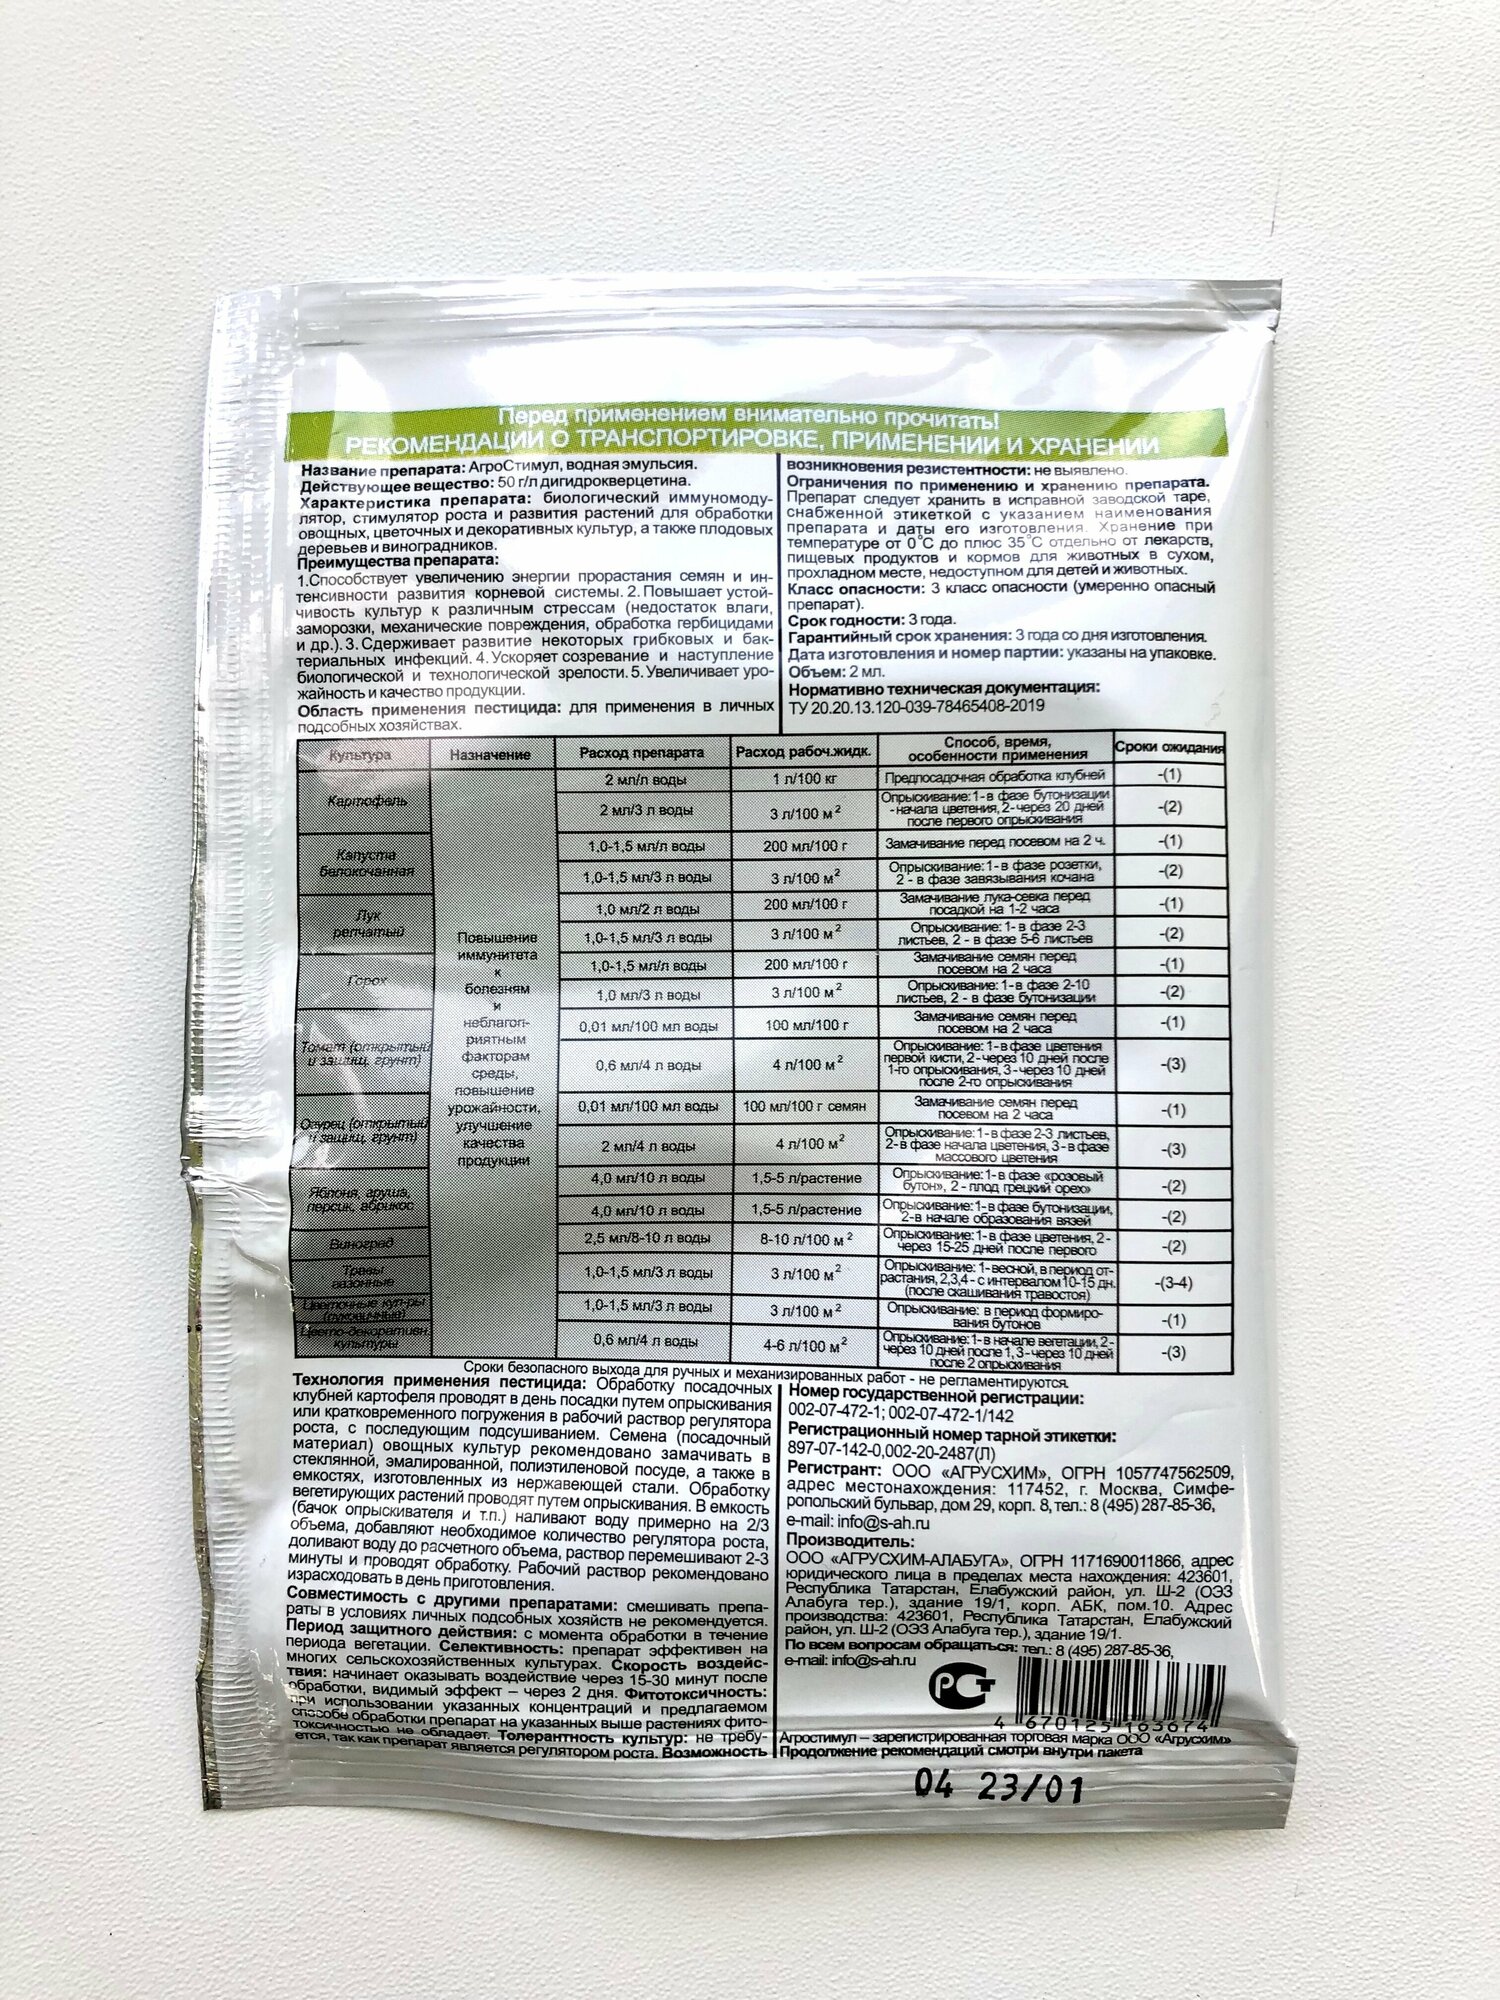 Перед применением внимательно прочитать!
РЕКОМЕНДАЦИИ О ТРАНСПОРТИРОВКЕ, ПРИМЕНЕНИИ И ХРАНЕНИИ
Название препарата: АгроСтимул, водная эмульсия.
Действующее вещество: 50 г/л дигидрокверцетина.
Характеристика препарата: биологический иммуномоду-
лятор, стимулятор роста и развития растений для обработки
овощных, цветочных и декоративных культур, а также плодовых
деревьев и виноградников.
Преимущества препарата:
1.Способствует увеличению энергии прорастания семян и ин-
тенсивности развития корневой системы. 2. Повышает устой-
чивость культур к различным стрессам (недостаток влаги,
заморозки, механические повреждения, обработка гербицидами
и др.). 3. Сдерживает развитие некоторых грибковых и бак-
териальных инфекций. 4. Ускоряет созревание и наступление
биологической и технологической зрелости. 5. Увеличивает уро-
жайность и качество продукции.
Область применения пестицида: для применения в личных
подсобных хозяйствах.
возникновения резистентности: не выявлено.
Ограничения по применению и хранению препарата.
Препарат следует хранить в исправной заводской таре,
снабженной этикеткой с указанием наименования
препарата и даты его изготовления. Хранение при
температуре от 0°С до плюс 35°С отдельно от лекарств,
пищевых продуктов и кормов для животных в сухом,
прохладном месте, недоступном для детей и животных.
Класс опасности: 3 класс опасности (умеренно опасный
препарат).
Срок годности: 3 года.
Гарантийный срок хранения: 3 года со дня изготовления.
Дата изготовления и номер партии: указаны на упаковке.
Объем: 2 мл.
Нормативно техническая документация:
ТУ 20.20.13.120-039-78465408-2019
Культура Назначение Расход препарата Расход рабоч.жидк. Способ, время, особенности применения Сроки ожидания
Картофель
Повышение
иммунитета
к
болезням
и
неблагоп-
риятным
факторам
среды,
повышение
урожайности,
улучшение
качества
продукции
2 мл/л воды 1 л/100 кг Предпосадочная обработка клубней -(1)
2 мл/3 л воды 3 л/100 м² Опрыскивание: 1- в фазе бутонизации
-начала цветения, 2-через 20 дней
после первого опрыскивания -(2)
Капуста
белокочанная
1,0-1,5 мл/л воды 200 мл/100 г Замачивание перед посевом на 2 ч. -(1)
1,0-1,5 мл/3 л воды 3 л/100 м² Опрыскивание: 1- в фазе розетки,
2 - в фазе завязывания кочана -(2)
Лук
репчатый
1,0 мл/2 л воды 200 мл/100 г Замачивание лука-севка перед
посадкой на 1-2 часа -(1)
1,0-1,5 мл/3 л воды 3 л/100 м² Опрыскивание: 1- в фазе 2-3
листьев, 2 - в фазе 5-6 листьев -(2)
Горох
1,0-1,5 мл/л воды 200 мл/100 г Замачивание семян перед
посевом на 2 часа -(1)
1,0 мл/3 л воды 3 л/100 м² Опрыскивание: 1- в фазе 2-10
листьев, 2 - в фазе бутонизации -(2)
Томат (открытый
и защищ. грунт)
0,01 мл/100 мл воды 100 мл/100 г Замачивание семян перед
посевом на 2 часа -(1)
0,6 мл/4 л воды 4 л/100 м² Опрыскивание: 1-в фазе цветения
первой кисти, 2-через 10 дней после
1-го опрыскивания, 3-через 10 дней
после 2-го опрыскивания -(3)
Огурец (открытый
и защищ. грунт)
0,01 мл/100 мл воды 100 мл/100 г семян Замачивание семян перед
посевом на 2 часа -(1)
2 мл/4 л воды 4 л/100 м² Опрыскивание: 1-в фазе 2-3 листьев,
2-в фазе начала цветения, 3-в фазе
массового цветения -(3)
Яблоня, груша,
персик, абрикос
4,0 мл/10 л воды 1,5-5 л/растение Опрыскивание: 1-в фазе «розовый
бутон», 2 - плод грецкий орех» -(2)
4,0 мл/10 л воды 1,5-5 л/растение Опрыскивание: 1-в фазе бутонизации,
2-в начале образования вязей -(2)
Виноград
2,5 мл/8-10 л воды 8-10 л/100 м² Опрыскивание: 1-в фазе цветения, 2-
через 15-25 дней после первого -(2)
Травы
газонные
1,0-1,5 мл/3 л воды 3 л/100 м² Опрыскивание: 1-весной, в период от-
растания, 2,3,4 - с интервалом 10-15 дн.
(после скашивания травостоя) -(3-4)
Цветочные кул-ры
(луковичные)
1,0-1,5 мл/3 л воды 3 л/100 м² Опрыскивание: в период формиро-
вания бутонов -(1)
Цвето-декоративн.
культуры
0,6 мл/4 л воды 4-6 л/100 м² Опрыскивание: 1-в начале вегетации, 2-
через 10 дней после 1, 3-через 10 дней
после 2 опрыскивания -(3)
Сроки безопасного выхода для ручных и механизированных работ - не регламентируются.
Технология применения пестицида: Обработку посадочных
клубней картофеля проводят в день посадки путем опрыскивания
или кратковременного погружения в рабочий раствор регулятора
роста, с последующим подсушиванием. Семена (посадочный
материал) овощных культур рекомендовано замачивать в
стеклянной, эмалированной, полиэтиленовой посуде, а также в
емкостях, изготовленных из нержавеющей стали. Обработку
вегетирующих растений проводят путем опрыскивания. В емкость
(бачок опрыскивателя и т.п.) наливают воду примерно на 2/3
объема, добавляют необходимое количество регулятора роста,
доливают воду до расчетного объема, раствор перемешивают 2-3
минуты и проводят обработку. Рабочий раствор рекомендовано
израсходовать в день приготовления.
Совместимость с другими препаратами: смешивать препа-
раты в условиях личных подсобных хозяйств не рекомендуется.
Период защитного действия: с момента обработки в течение
периода вегетации. Селективность: препарат эффективен на
многих сельскохозяйственных культурах. Скорость воздейс-
твия: начинает оказывать воздействие через 15-30 минут после
обработки, видимый эффект – через 2 дня. Фитотоксичность:
при использовании указанных концентраций и предлагаемом
способе обработки препарат на указанных выше растениях фито-
токсичностью не обладает. Толерантность культур: не требу-
ется, так как препарат является регулятором роста. Возможность
Номер государственной регистрации:
002-07-472-1; 002-07-472-1/142
Регистрационный номер тарной этикетки:
897-07-142-0,002-20-2487(Л)
Регистрант: ООО «АГРУСХИМ», ОГРН 1057747562509,
адрес местонахождения: 117452, г. Москва, Симфе-
ропольский бульвар, дом 29, корп. 8, тел.: 8 (495) 287-85-36,
e-mail: info@s-ah.ru
Производитель:
ООО «АГРУСХИМ-АЛАБУГА», ОГРН 1171690011866, адрес
юридического лица в пределах места нахождения: 423601,
Республика Татарстан, Елабужский район, ул. Ш-2 (ОЭЗ
Алабуга тер.), здание 19/1, корп. АБК, пом.10. Адрес
производства: 423601, Республика Татарстан, Елабужский
район, ул. Ш-2 (ОЭЗ Алабуга тер.), здание 19/1.
По всем вопросам обращаться: тел.: 8 (495) 287-85-36,
e-mail: info@s-ah.ru
РСТ
4 670125 163674
Агростимул – зарегистрированная торговая марка ООО «Агрусхим»
Продолжение рекомендаций смотри внутри пакета
04 23/01